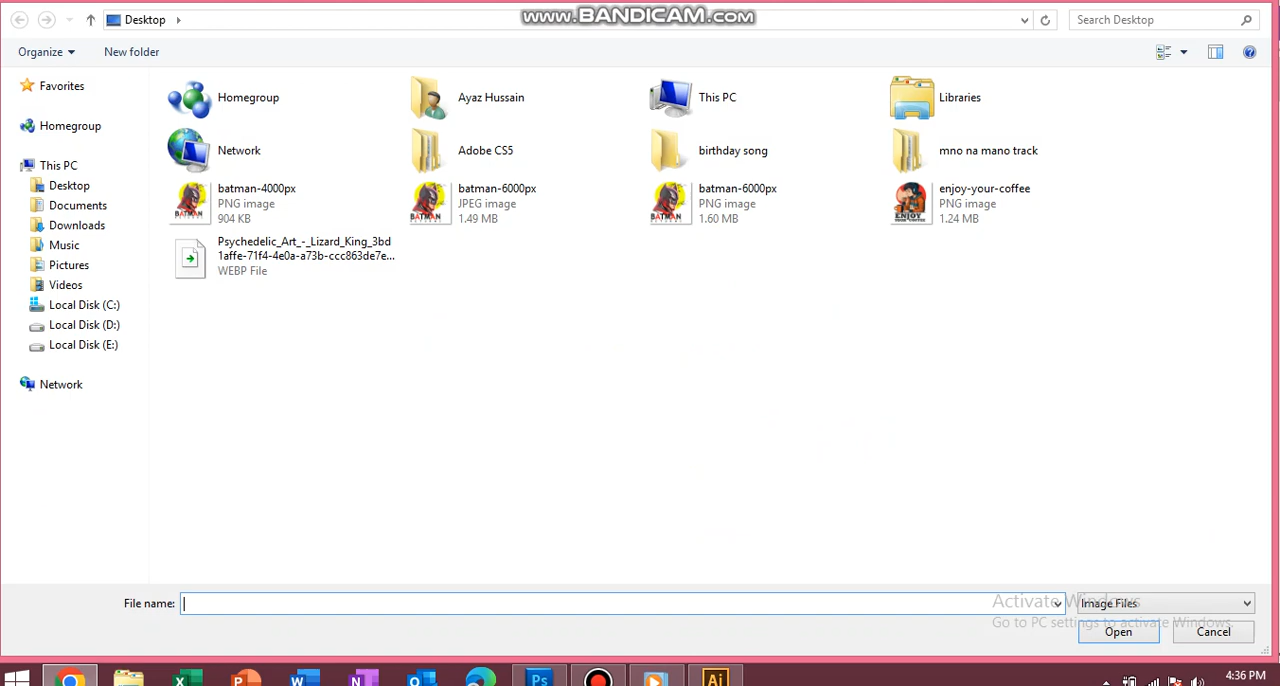 Desktop
www.BANDICAM.com
Search Desktop
Organize
New folder
Favorites
Homegroup
This PC
Desktop
Documents
Downloads
Music
Pictures
Videos
Local Disk (C:)
Local Disk (D:)
Local Disk (E:)
Network
Homegroup
Ayaz Hussain
This PC
Libraries
Network
Adobe CS5
birthday song
mno na mano track
batman-4000px
PNG image
904 KB
batman-6000px
JPEG image
1.49 MB
batman-6000px
PNG image
1.60 MB
enjoy-your-coffee
PNG image
1.24 MB
Psychedelic_Art_-_Lizard_King_3bd
1affe-71f4-4e0a-a73b-ccc863de7e...
WEBP File
File name:
Image Files
Activate Windows
Go to PC settings to activate Windows.
Open
Cancel
Ps
Ai
4:36 PM